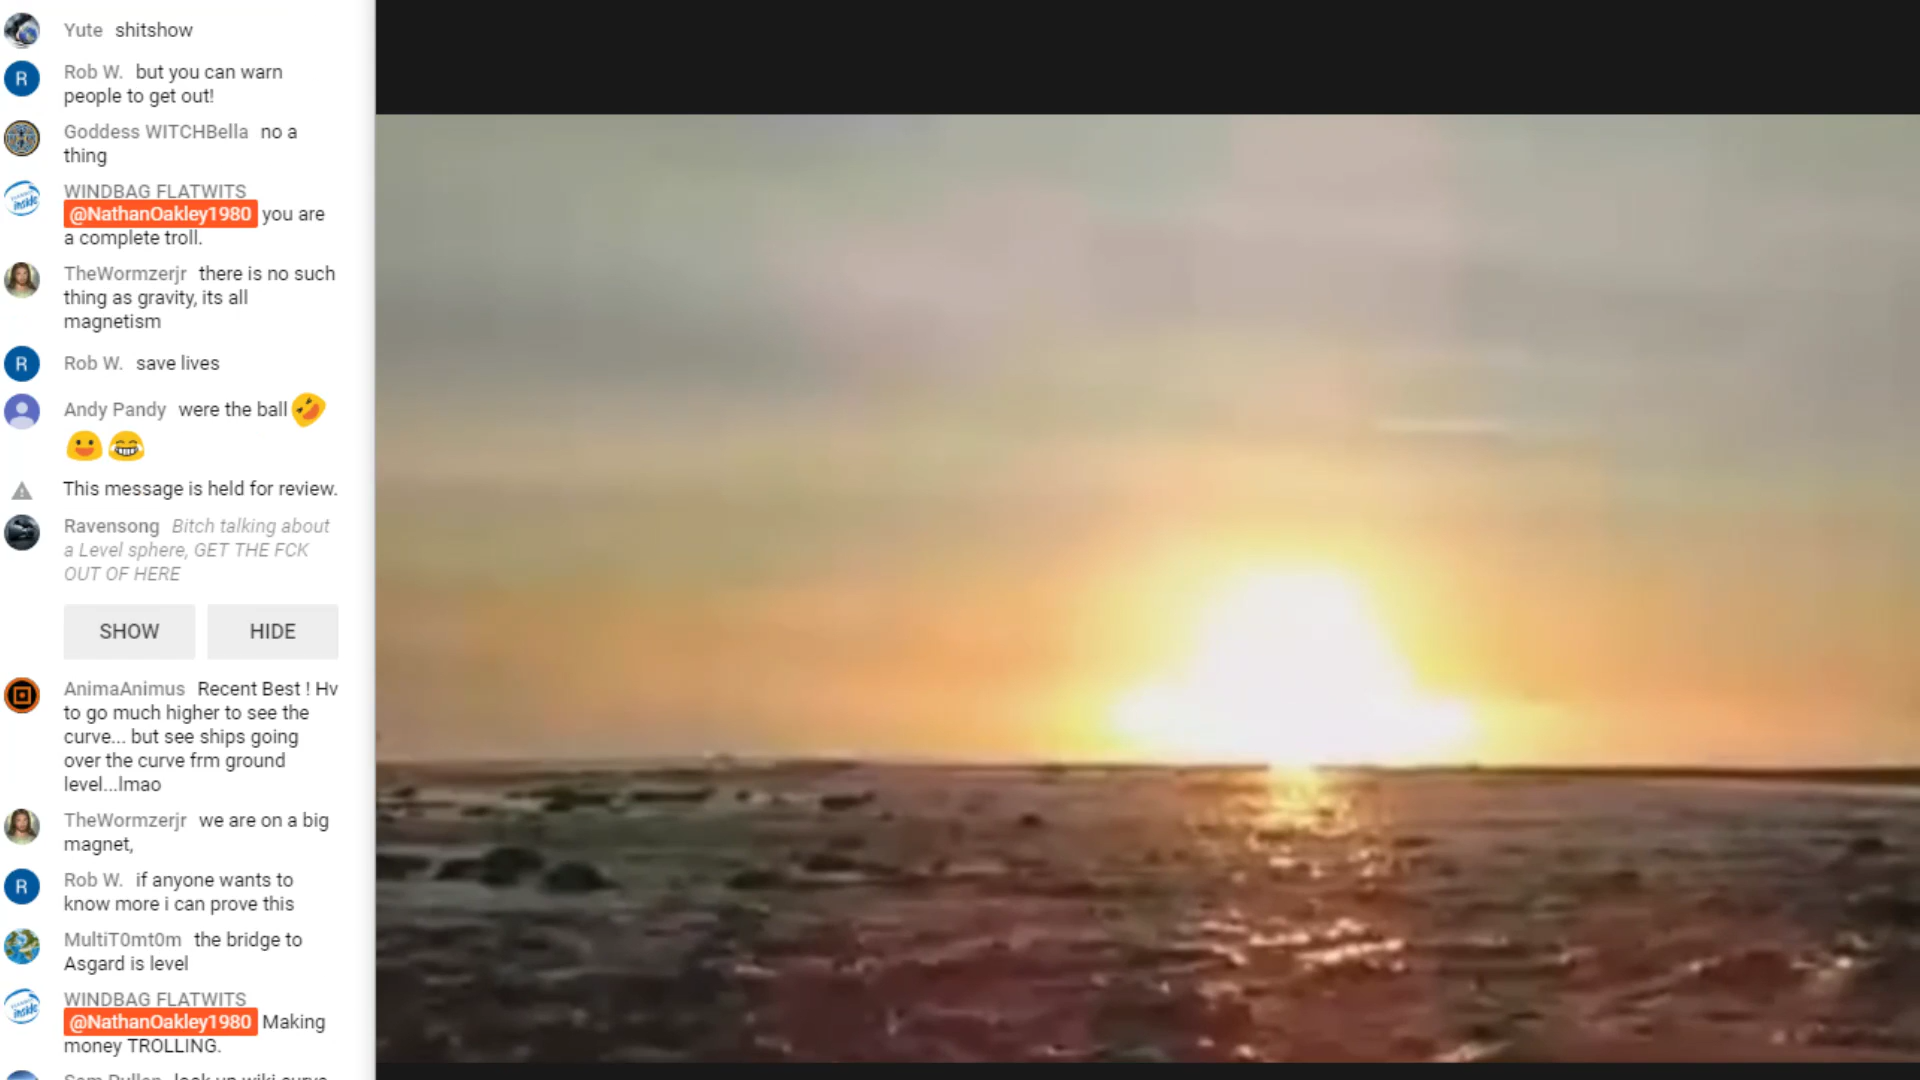 Yute shitshow
Rob W. but you can warn
people to get out!
Goddess WITCHBella no a
thing
WINDBAG FLATWITS
@NathanOakley1980 you are
a complete troll.
TheWormzerjr there is no such
thing as gravity, its all
magnetism
Rob W. save lives
Andy Pandy were the ball
This message is held for review.
Ravensong Bitch talking about
a Level sphere, GET THE FCK
OUT OF HERE
SHOW HIDE
AnimaAnimus Recent Best ! Hv
to go much higher to see the
curve... but see ships going
over the curve frm ground
level...lmao
TheWormzerjr we are on a big
magnet,
Rob W. if anyone wants to
know more i can prove this
MultiT0mt0m the bridge to
Asgard is level
WINDBAG FLATWITS
@NathanOakley1980 Making
money TROLLING.